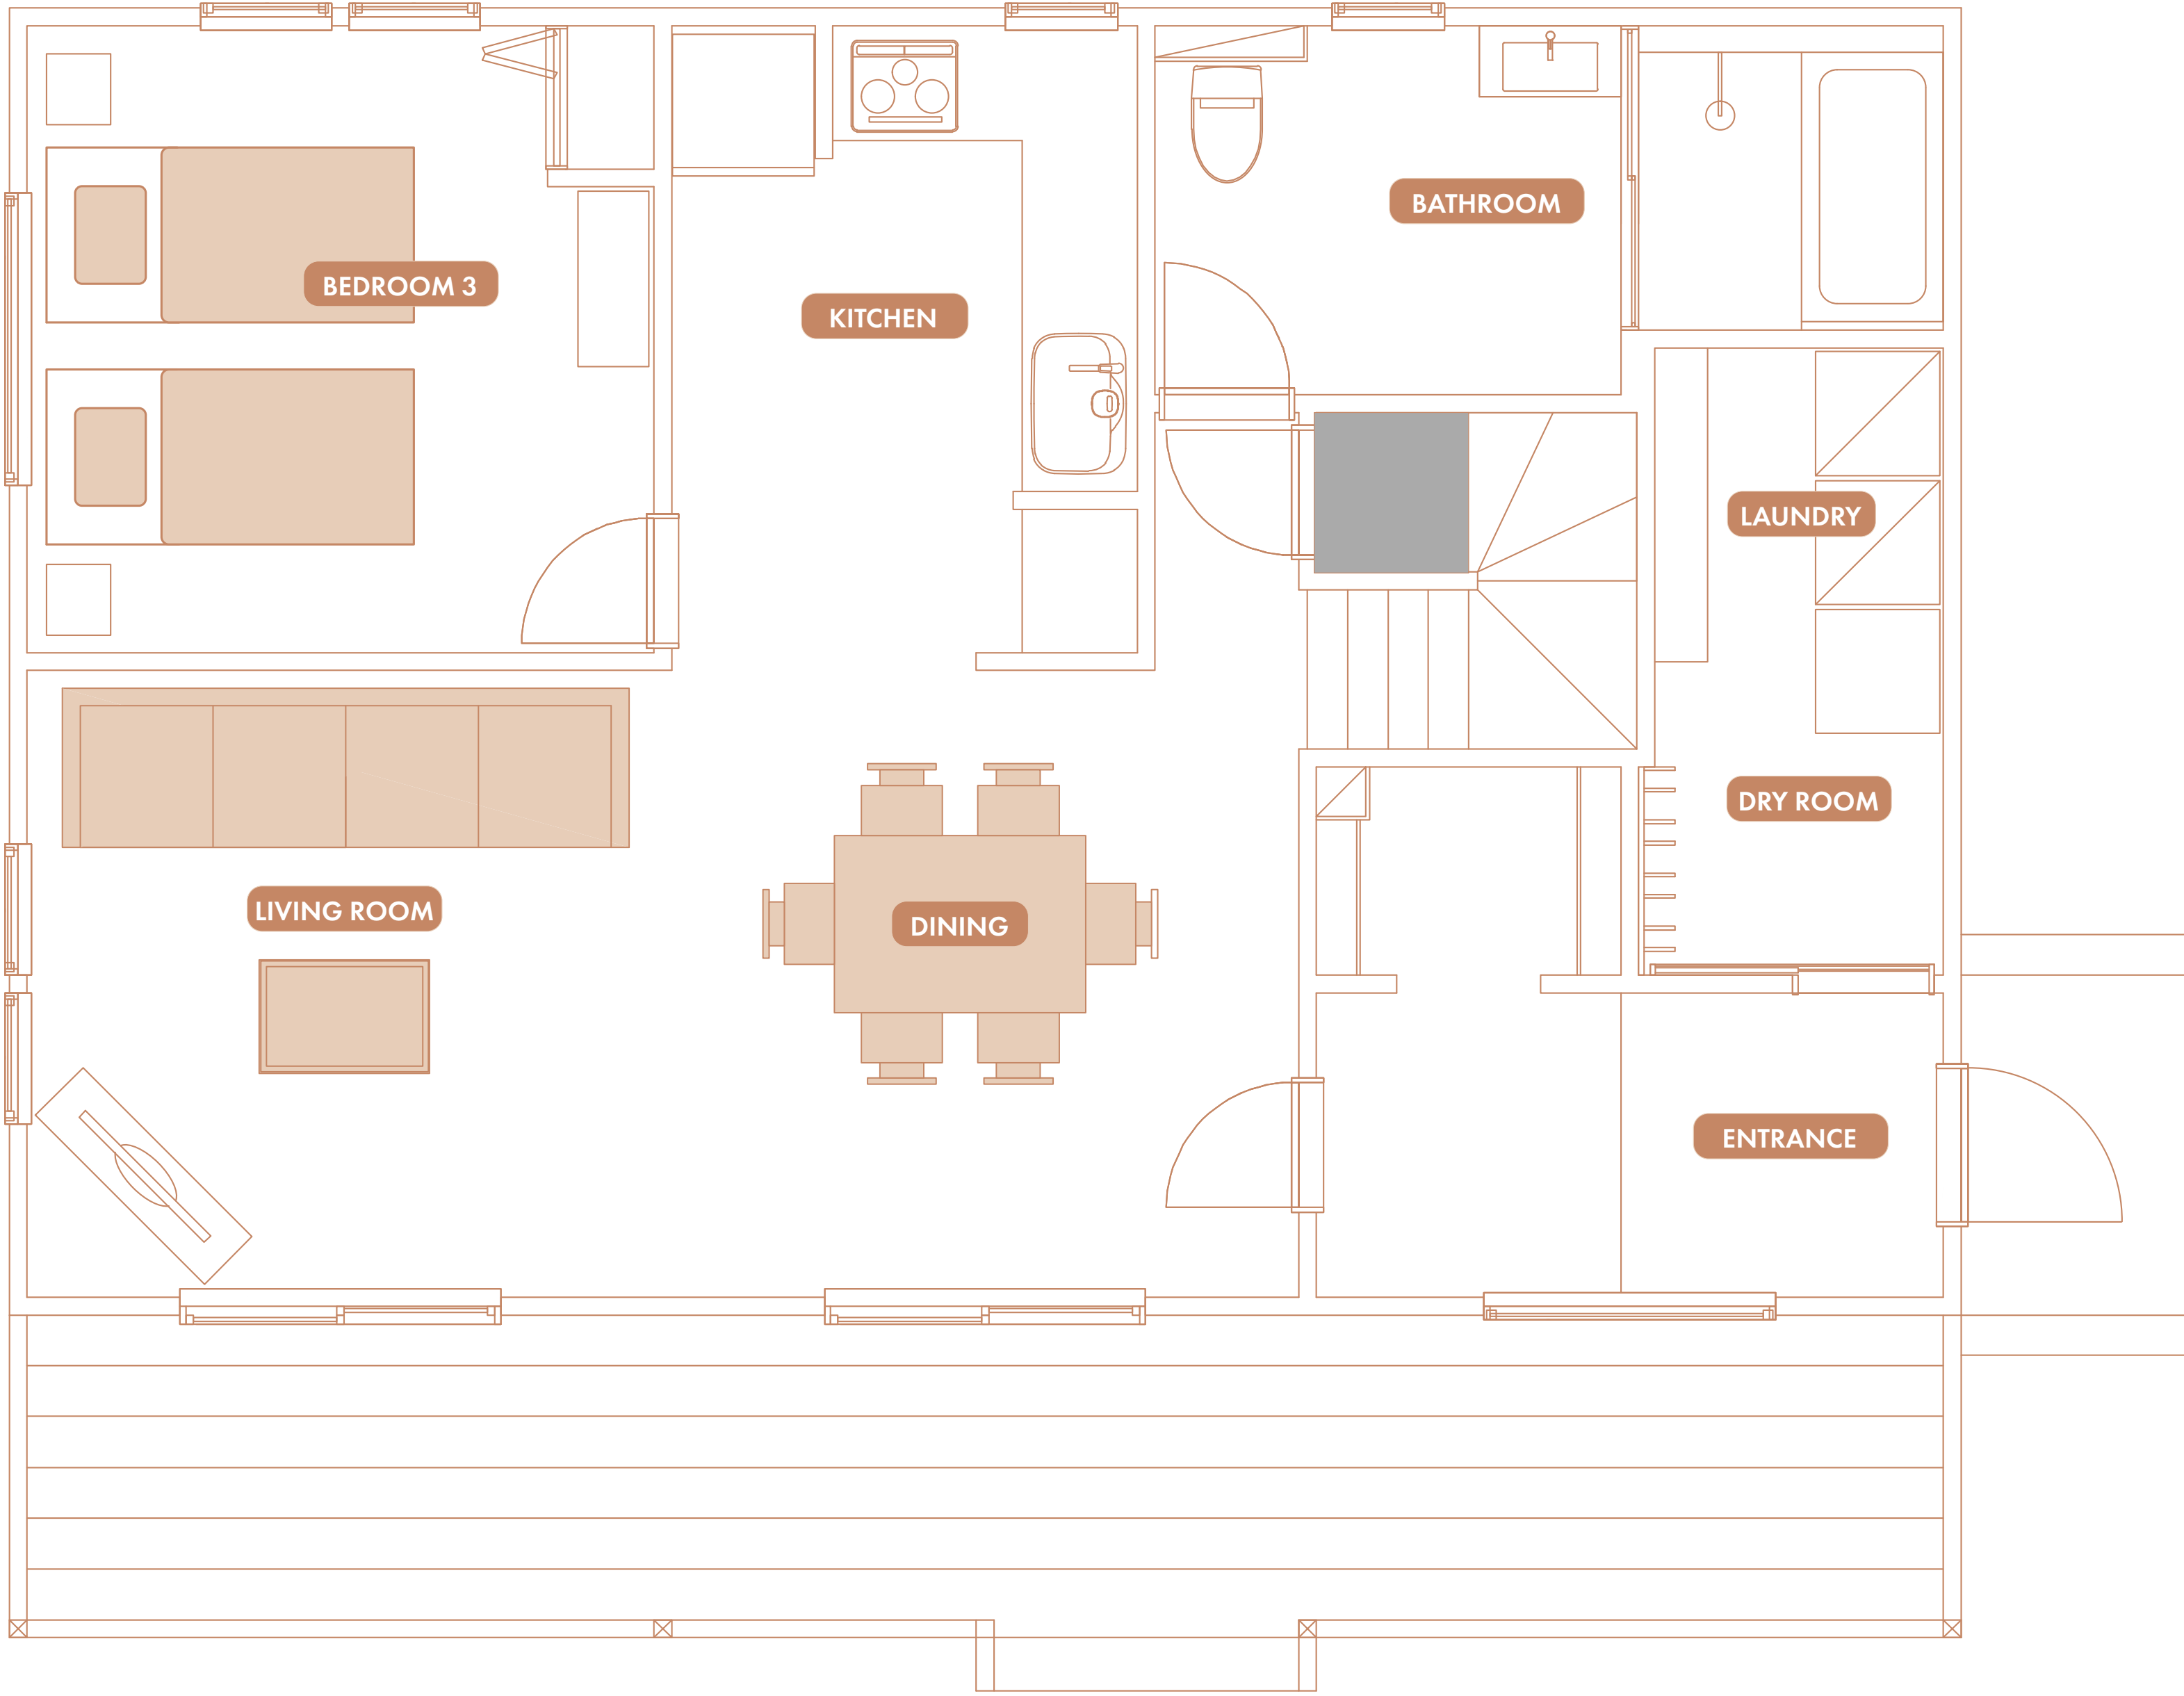 BATHROOM
BEDROOM 3
KITCHEN
LAUNDRY
DRY ROOM
LIVING ROOM
DINING
ENTRANCE